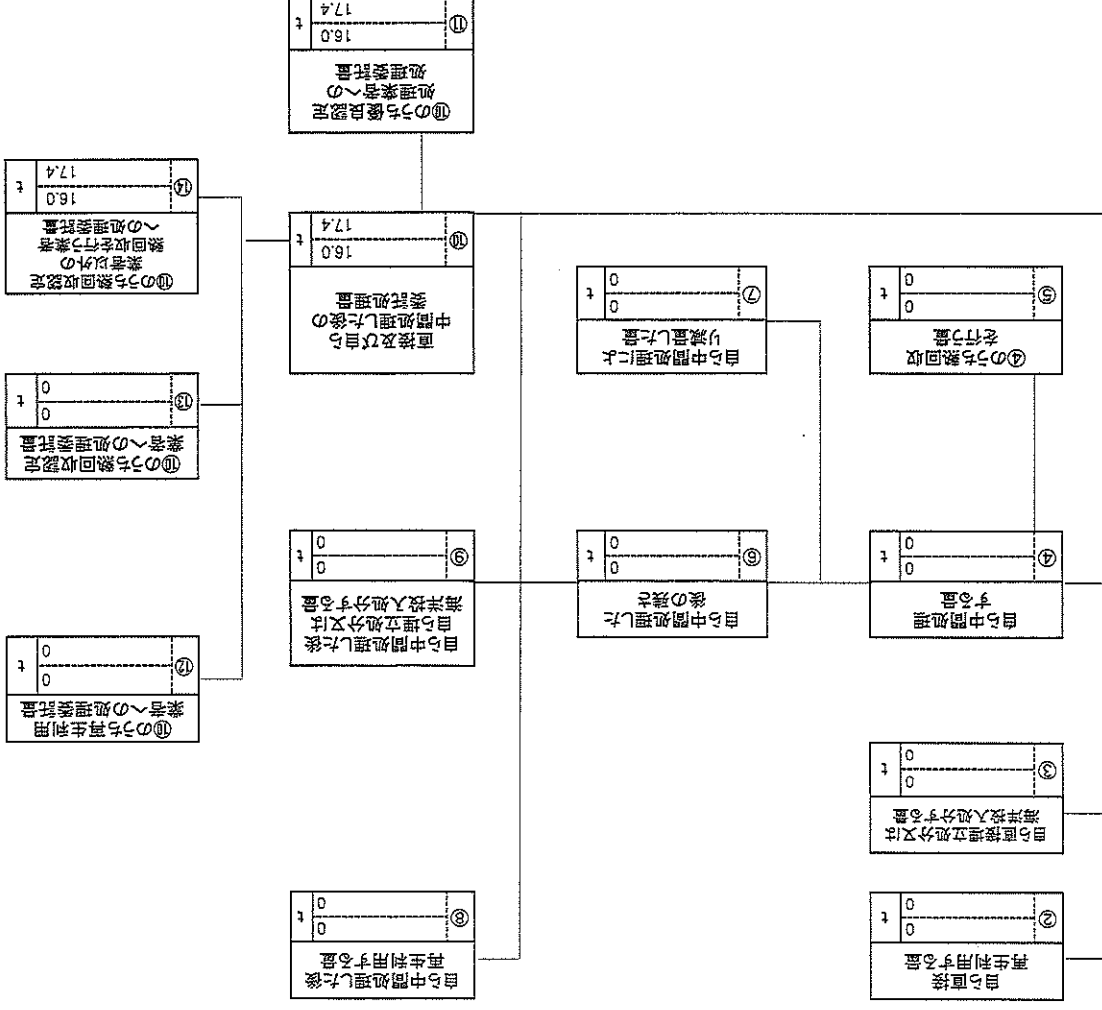 自ら直接
再生利用する量
②
0
0
t
自ら直接埋立処分又は
海洋投入処分する量
③
0
0
t
自ら中間処理
する量
④
0
0
t
④のうち熱回収
を行う量
⑤
0
0
t
自ら中間処理した
後の残さ
⑥
0
0
t
自ら中間処理によ
り減量した量
⑦
0
0
t
自ら中間処理した後
再生利用する量
⑧
0
0
t
自ら中間処理した後
自ら埋立処分又は
海洋投入処分する量
⑨
0
0
t
直接及び自ら
中間処理した後の
委託処理量
⑩
16.0
17.4
t
⑩のうち優良認定
処理業者への
処理委託量
⑪
16.0
17.4
t
⑩のうち再生利用
業者への処理委託量
⑫
0
0
t
⑩のうち熱回収認定
業者への処理委託量
⑬
0
0
t
⑩のうち熱回収認定
業者以外の
熱回収を行う業者
への処理委託量
⑭
16.0
17.4
t